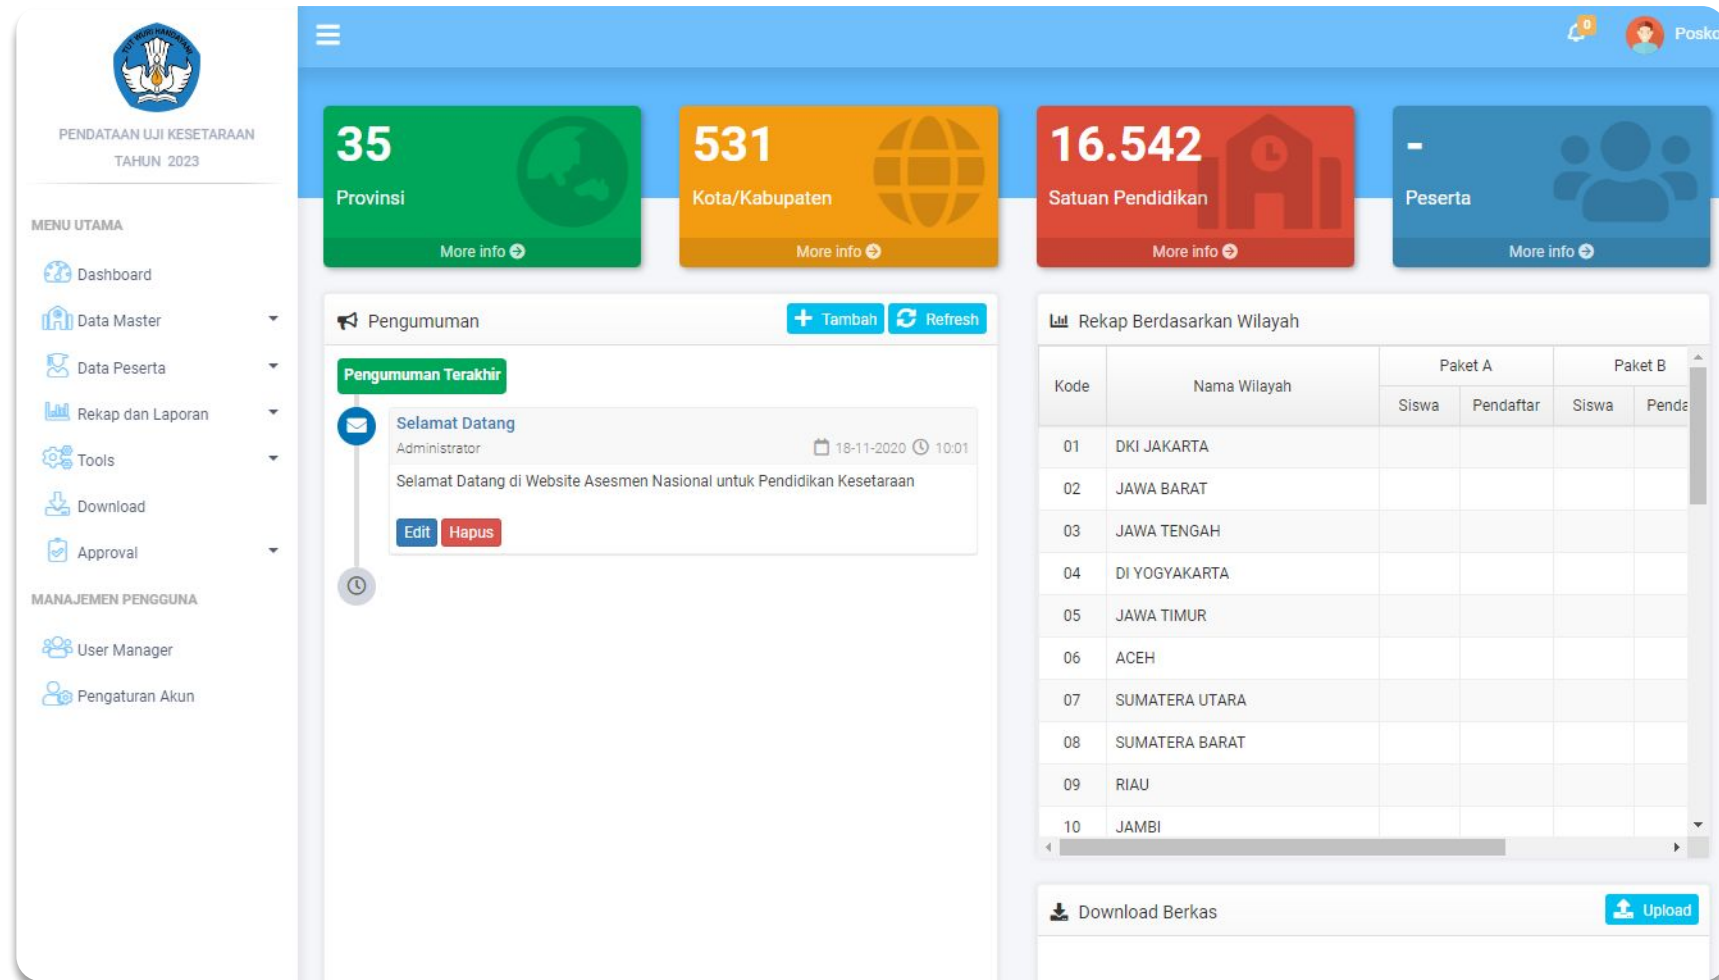 TUT WURI HANDAYANI
PENDATAAN UJI KESETARAAN
TAHUN 2023
MENU UTAMA
Dashboard
Data Master
Data Peserta
Rekap dan Laporan
Tools
Download
Approval
MANAJEMEN PENGGUNA
User Manager
Pengaturan Akun
0
Posko
35
Provinsi
More info
531
Kota/Kabupaten
More info
16.542
Satuan Pendidikan
More info
-
Peserta
More info
Pengumuman
Tambah
Refresh
Pengumuman Terakhir
Selamat Datang
Administrator
18-11-2020 10:01
Selamat Datang di Website Asesmen Nasional untuk Pendidikan Kesetaraan
Edit Hapus
Rekap Berdasarkan Wilayah
Kode Nama Wilayah Paket A Paket B
Siswa Pendaftar Siswa Penda
01 DKI JAKARTA
02 JAWA BARAT
03 JAWA TENGAH
04 DI YOGYAKARTA
05 JAWA TIMUR
06 ACEH
07 SUMATERA UTARA
08 SUMATERA BARAT
09 RIAU
10 JAMBI
Download Berkas
Upload